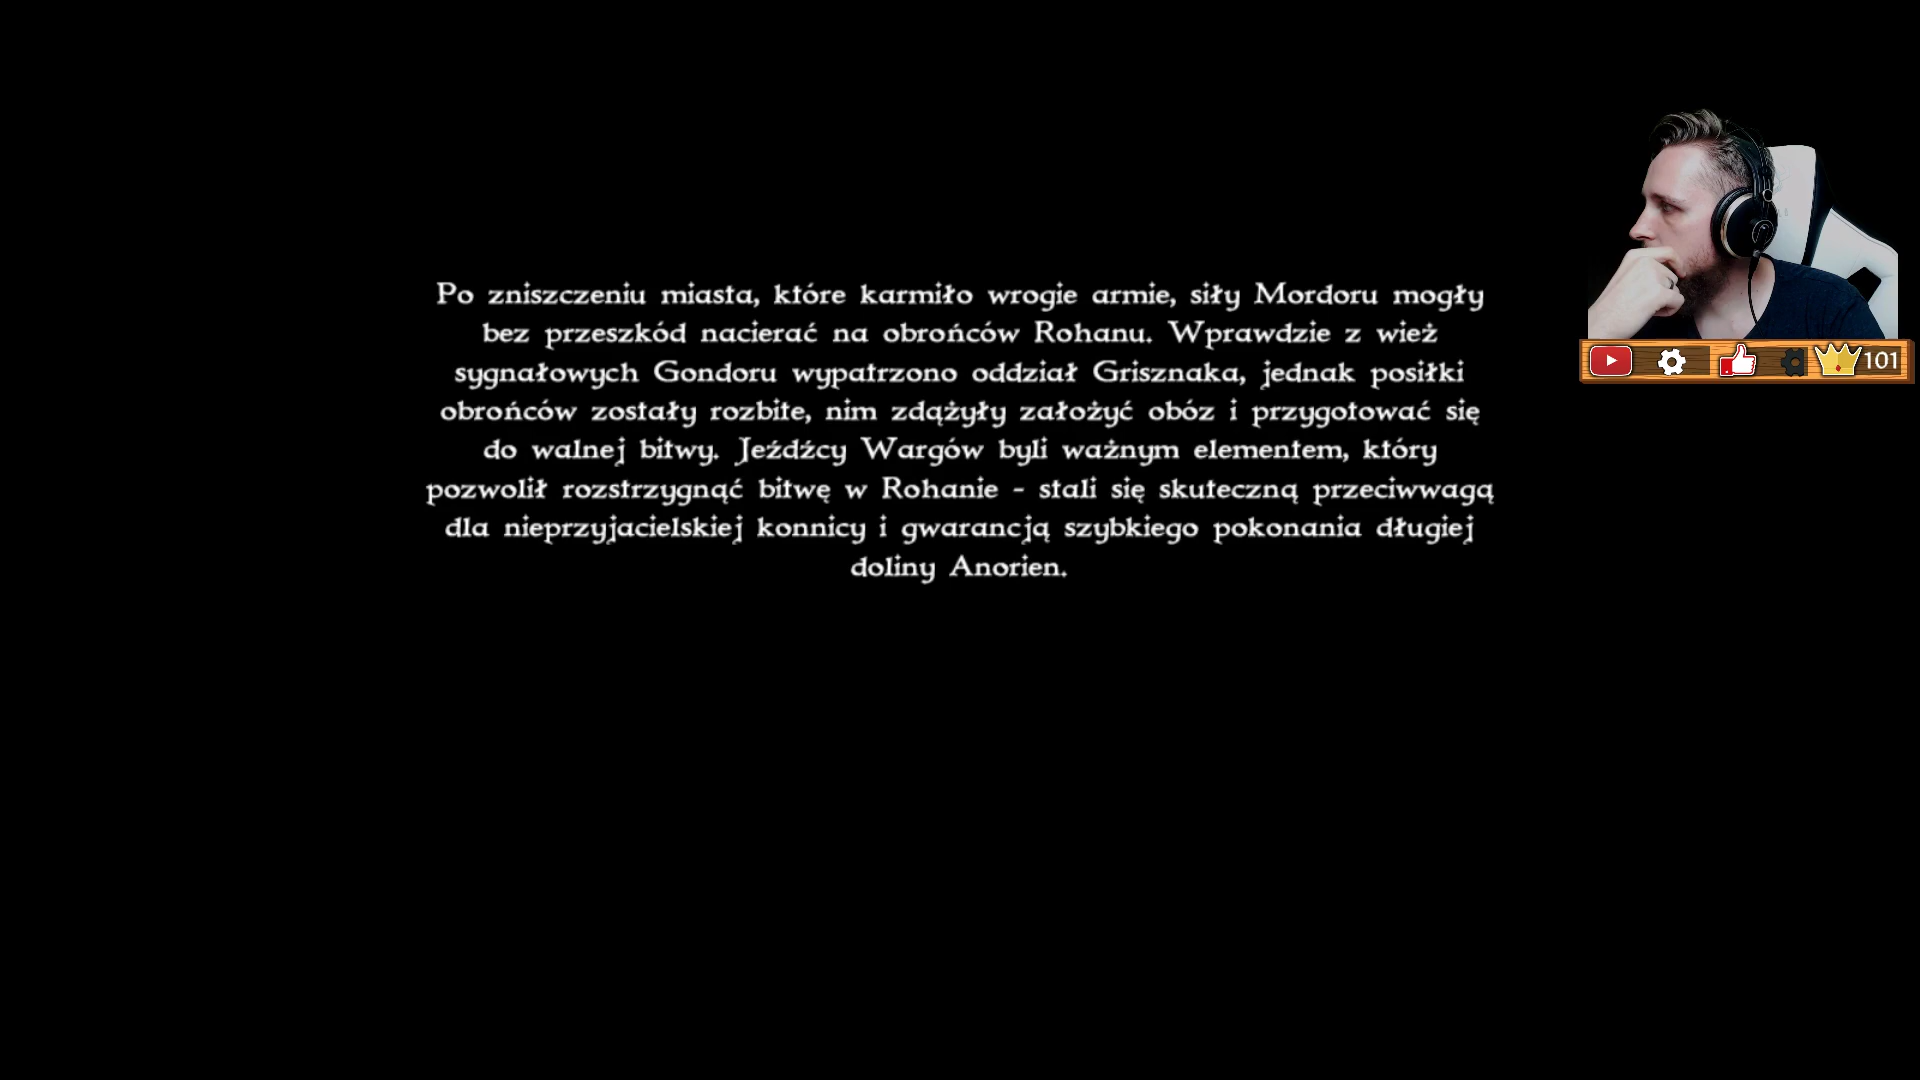 Po zniszczeniu miasta, które karmiło wrogie armie, siły Mordoru mogły
bez przeszkód nacierać na obrońców Rohanu. Wprawdzie z wież
sygnałowych Gondoru wypatrzono oddział Grisznaka, jednak posiłki
obrońców zostały rozbite, nim zdążyły założyć obóz i przygotować się
do walnej bitwy. Jeźdźcy Wargów byli ważnym elementem, który
pozwolił rozstrzygnąć bitwę w Rohanie - stali się skuteczną przeciwwagą
dla nieprzyjacielskiej konnicy i gwarancją szybkiego pokonania długiej
doliny Anorien.
101